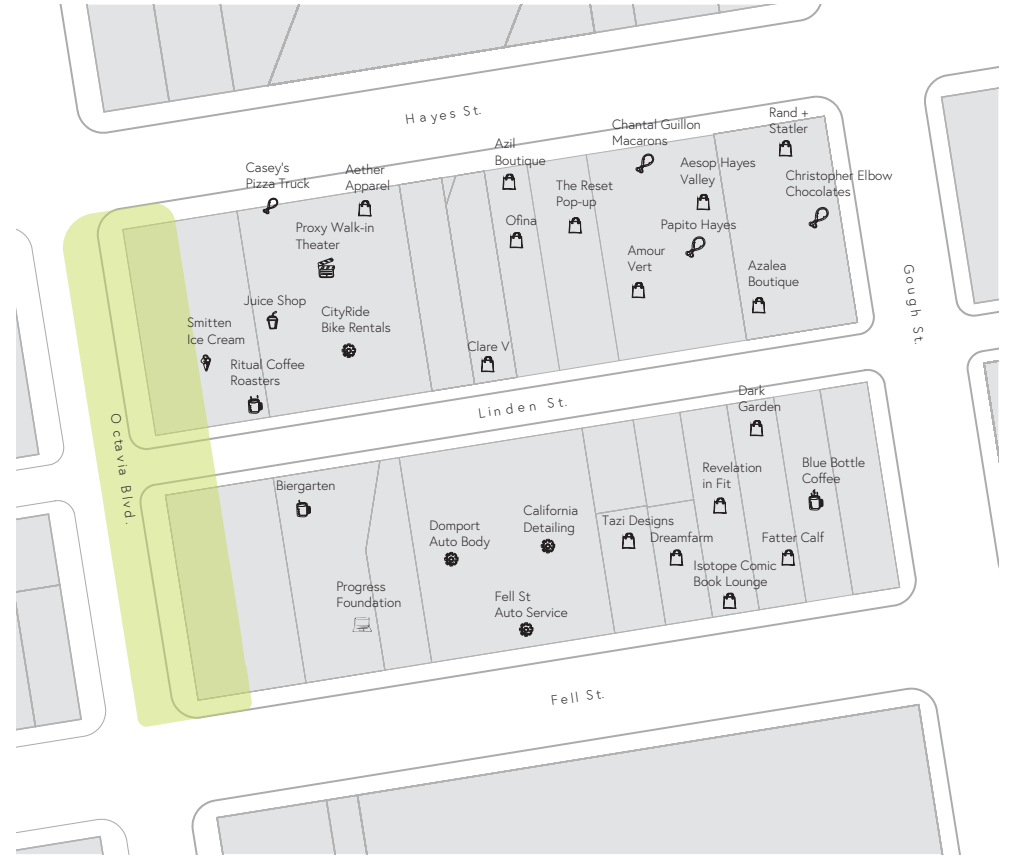 Hayes St.
Rand +
Statler
Chantal Guillon
Macarons
Azil
Boutique
Aesop Hayes
Valley
Casey's
Pizza Truck
Aether
Apparel
Christopher Elbow
Chocolates
The Reset
Pop-up
Ofina
Proxy Walk-in
Theater
Papito Hayes
Amour
Vert
Azalea
Boutique
Gough St.
Juice Shop
CityRide
Bike Rentals
Smitten
Ice Cream
Clare V
Ritual Coffee
Roasters
Linden St.
Dark
Garden
Octavia Blvd.
Revelation
in Fit
Blue Bottle
Coffee
Biergarten
California
Detailing
Tazi Designs
Domport
Auto Body
Dreamfarm
Fatter Calf
Isotope Comic
Book Lounge
Progress
Foundation
Fell St
Auto Service
Fell St.